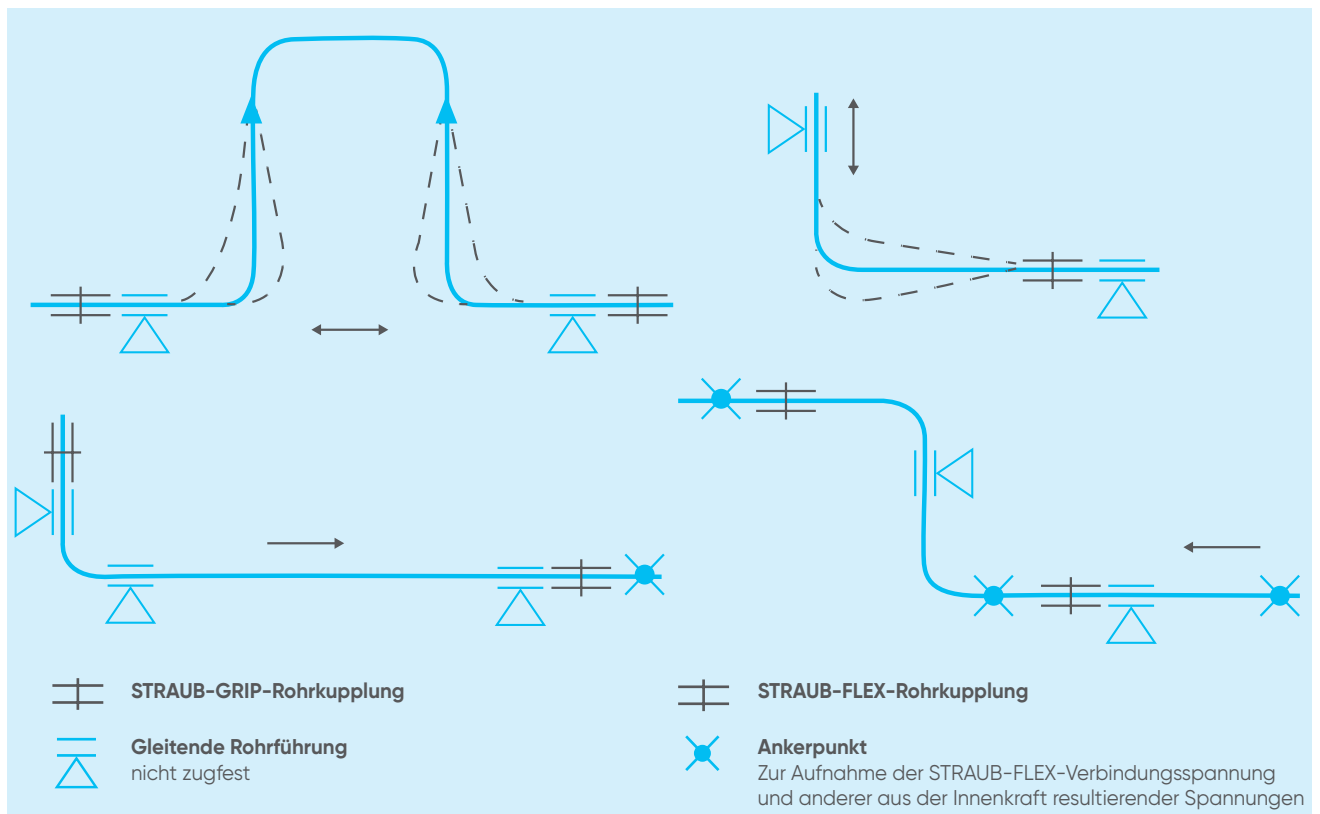 STRAUB-GRIP-Rohrkupplung
Gleitende Rohrführung
nicht zugfest
STRAUB-FLEX-Rohrkupplung
Ankerpunkt
Zur Aufnahme der STRAUB-FLEX-Verbindungsspannung
und anderer aus der Innenkraft resultierender Spannungen